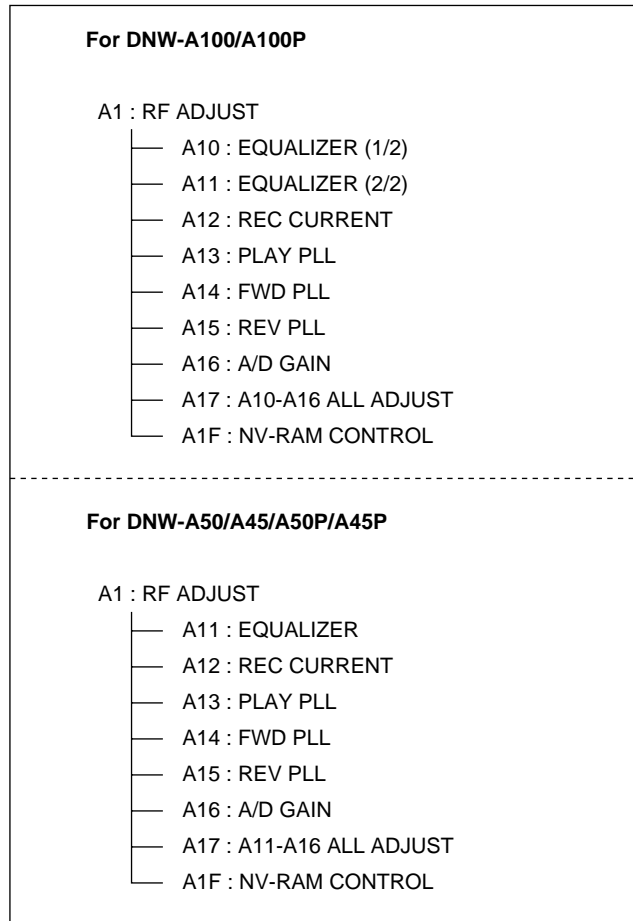 For DNW-A100/A100P
A1 : RF ADJUST
A10 : EQUALIZER (1/2)
A11 : EQUALIZER (2/2)
A12 : REC CURRENT
A13 : PLAY PLL
A14 : FWD PLL
A15 : REV PLL
A16 : A/D GAIN
A17 : A10-A16 ALL ADJUST
A1F : NV-RAM CONTROL
For DNW-A50/A45/A50P/A45P
A1 : RF ADJUST
A11 : EQUALIZER
A12 : REC CURRENT
A13 : PLAY PLL
A14 : FWD PLL
A15 : REV PLL
A16 : A/D GAIN
A17 : A11-A16 ALL ADJUST
A1F : NV-RAM CONTROL